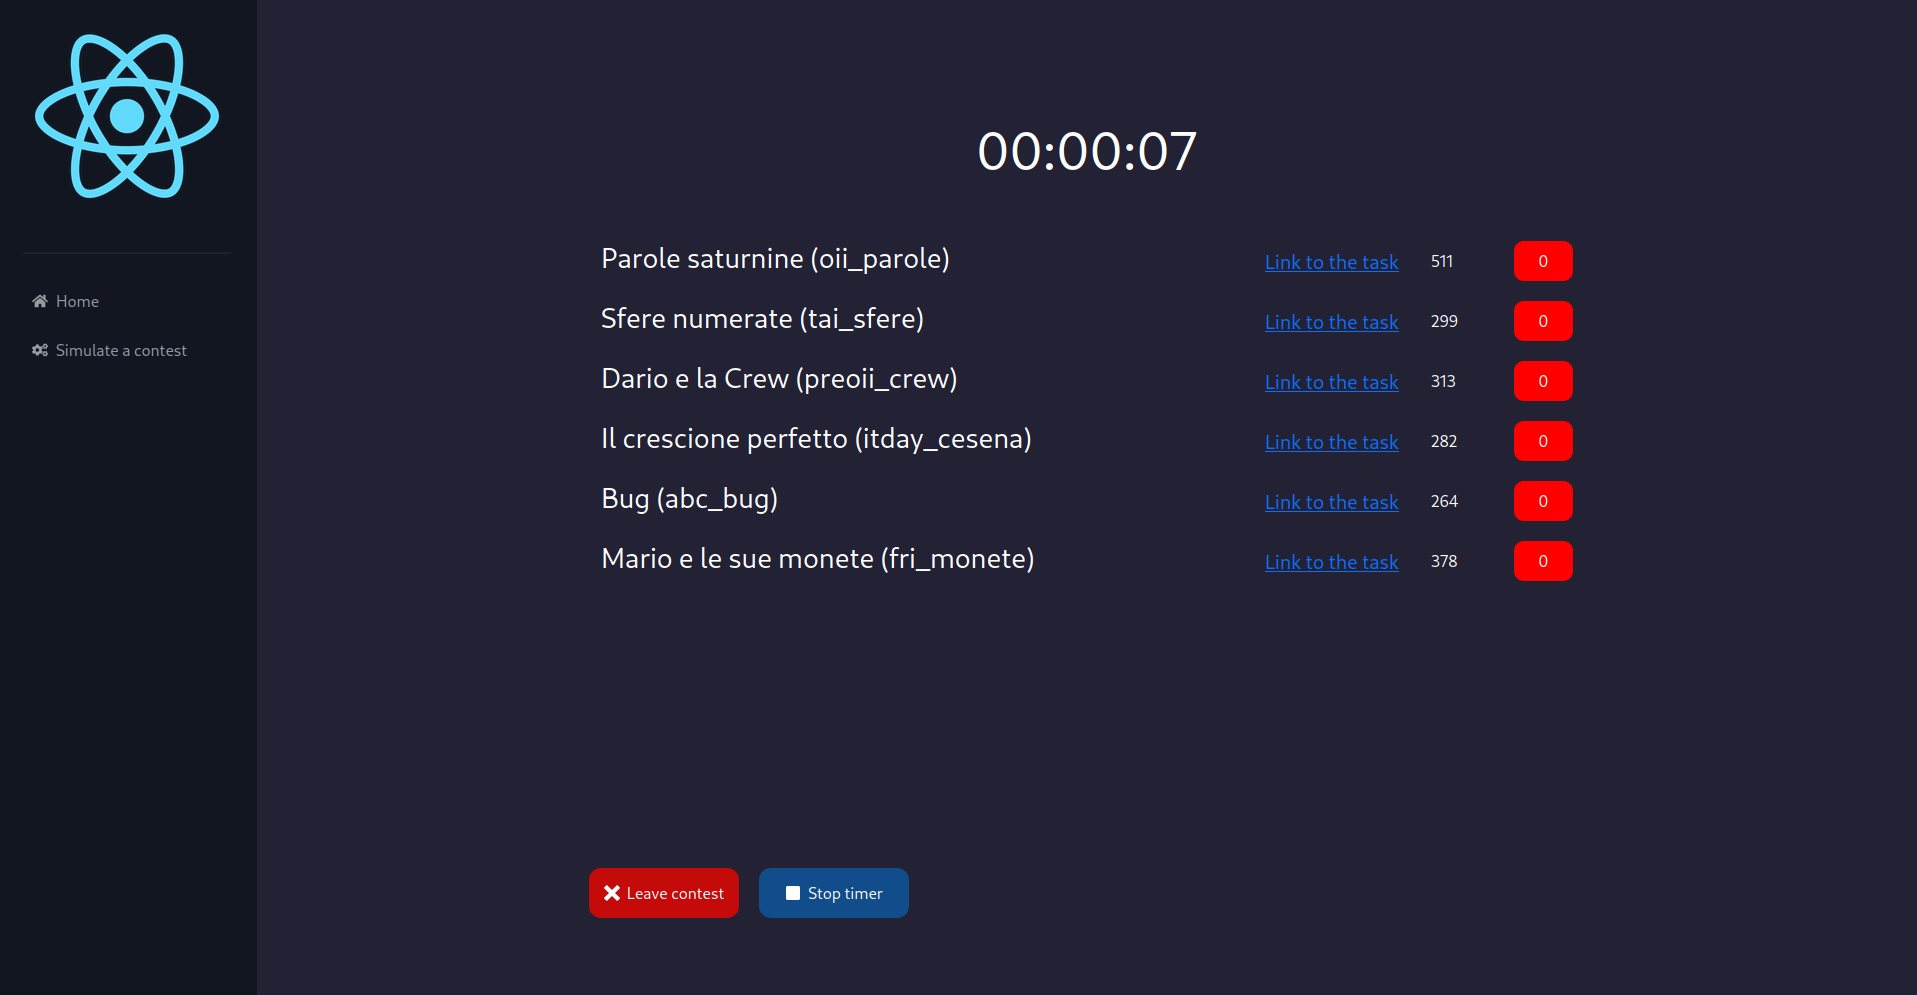 Home
Simulate a contest
00:00:07
Parole saturnine (oii_parole) Link to the task 511 0
Sfere numerate (tai_sfere) Link to the task 299 0
Dario e la Crew (preoii_crew) Link to the task 313 0
Il crescione perfetto (itday_cesena) Link to the task 282 0
Bug (abc_bug) Link to the task 264 0
Mario e le sue monete (fri_monete) Link to the task 378 0
Leave contest Stop timer